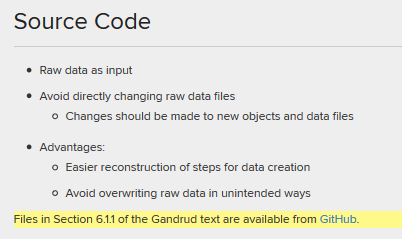 Source Code
• Raw data as input
• Avoid directly changing raw data files
○ Changes should be made to new objects and data files
• Advantages:
○ Easier reconstruction of steps for data creation
○ Avoid overwriting raw data in unintended ways
Files in Section 6.1.1 of the Gandrud text are available from GitHub.